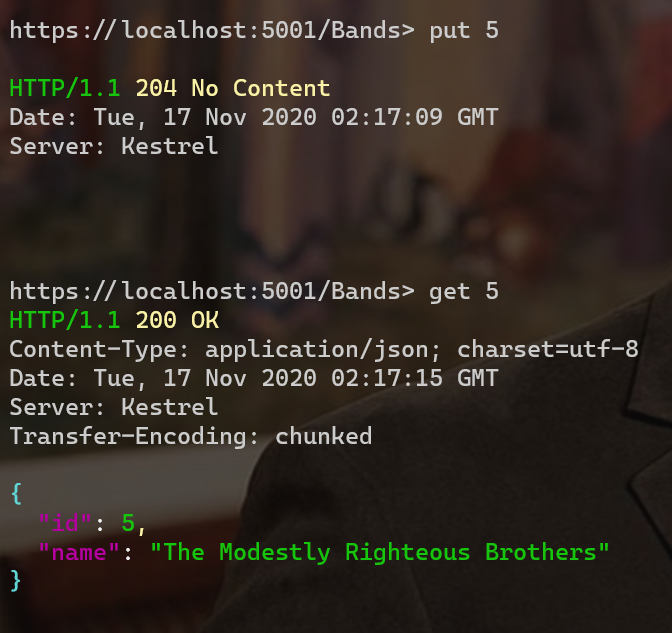 https://localhost:5001/Bands> put 5
HTTP/1.1 204 No Content
Date: Tue, 17 Nov 2020 02:17:09 GMT
Server: Kestrel
https://localhost:5001/Bands> get 5
HTTP/1.1 200 OK
Content-Type: application/json; charset=utf-8
Date: Tue, 17 Nov 2020 02:17:15 GMT
Server: Kestrel
Transfer-Encoding: chunked
{
  "id": 5,
  "name": "The Modestly Righteous Brothers"
}